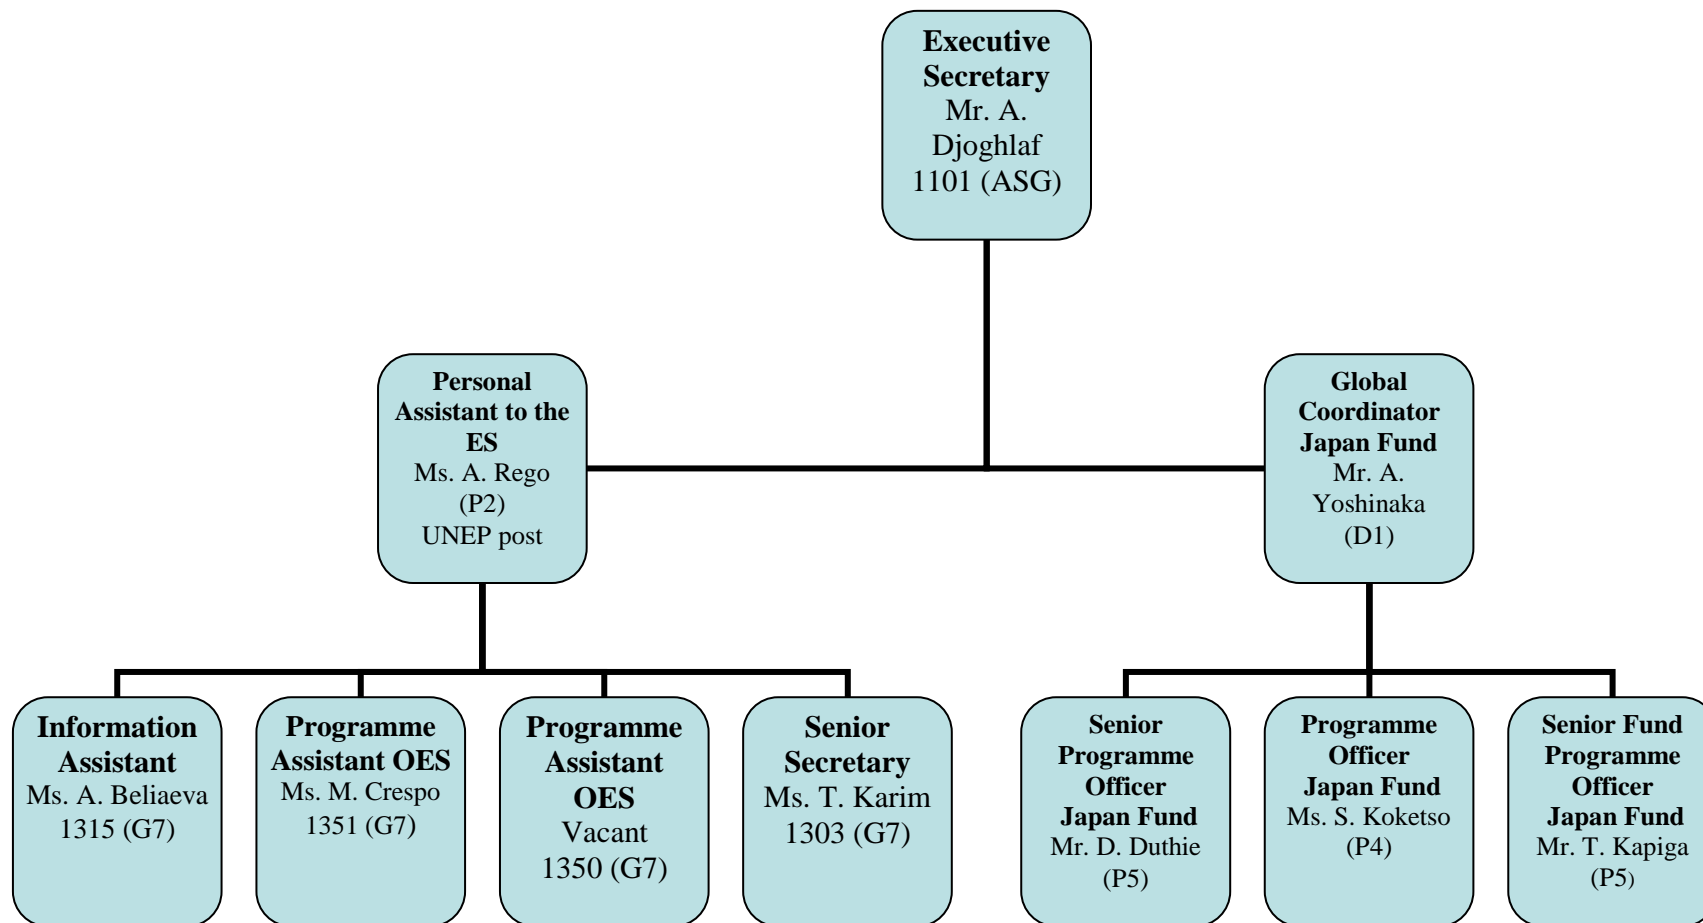 Executive
Secretary
Mr. A.
Djoghlaf
1101 (ASG)
Personal
Assistant to the
ES
Ms. A. Rego
(P2)
UNEP post
Global
Coordinator
Japan Fund
Mr. A.
Yoshinaka
(D1)
Information
Assistant
Ms. A. Beliaeva
1315 (G7)
Programme
Assistant OES
Ms. M. Crespo
1351 (G7)
Programme
Assistant
OES
Vacant
1350 (G7)
Senior
Secretary
Ms. T. Karim
1303 (G7)
Senior
Programme
Officer
Japan Fund
Mr. D. Duthie
(P5)
Programme
Officer
Japan Fund
Ms. S. Koketso
(P4)
Senior Fund
Programme
Officer
Japan Fund
Mr. T. Kapiga
(P5)